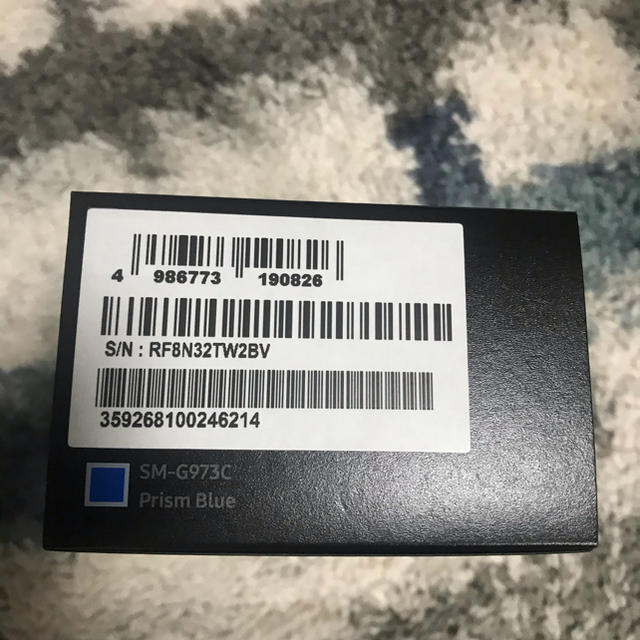 4 986773 190826
S/N : RF8N32TW2BV
359268100246214
SM-G973C
Prism Blue